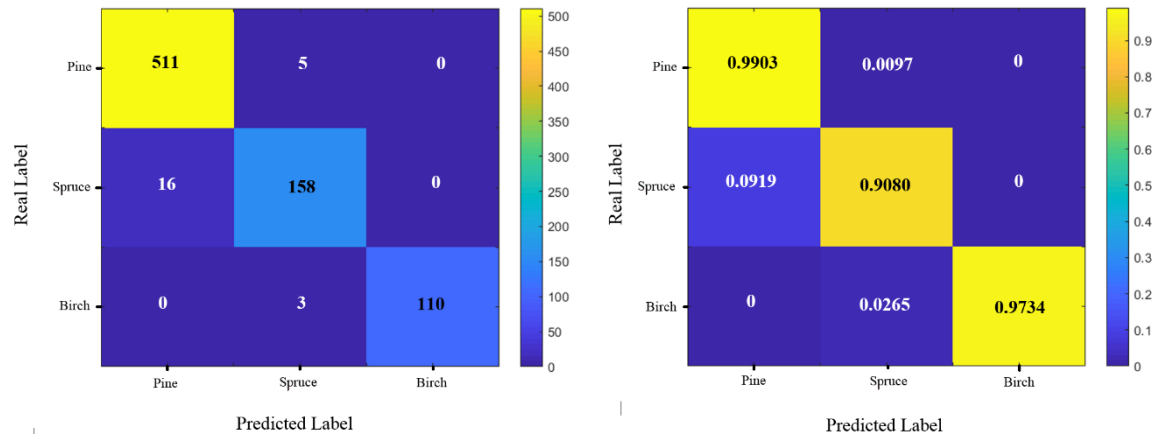 500
450
400
350
300
250
200
150
100
50
0
Pine
Spruce
Birch
511
5
0
16
158
0
0
3
110
Pine
Spruce
Birch
Real Label
Predicted Label
0.9
0.8
0.7
0.6
0.5
0.4
0.3
0.2
0.1
0
Pine
Spruce
Birch
0.9903
0.0097
0
0.0919
0.9080
0
0
0.0265
0.9734
Pine
Spruce
Birch
Real Label
Predicted Label